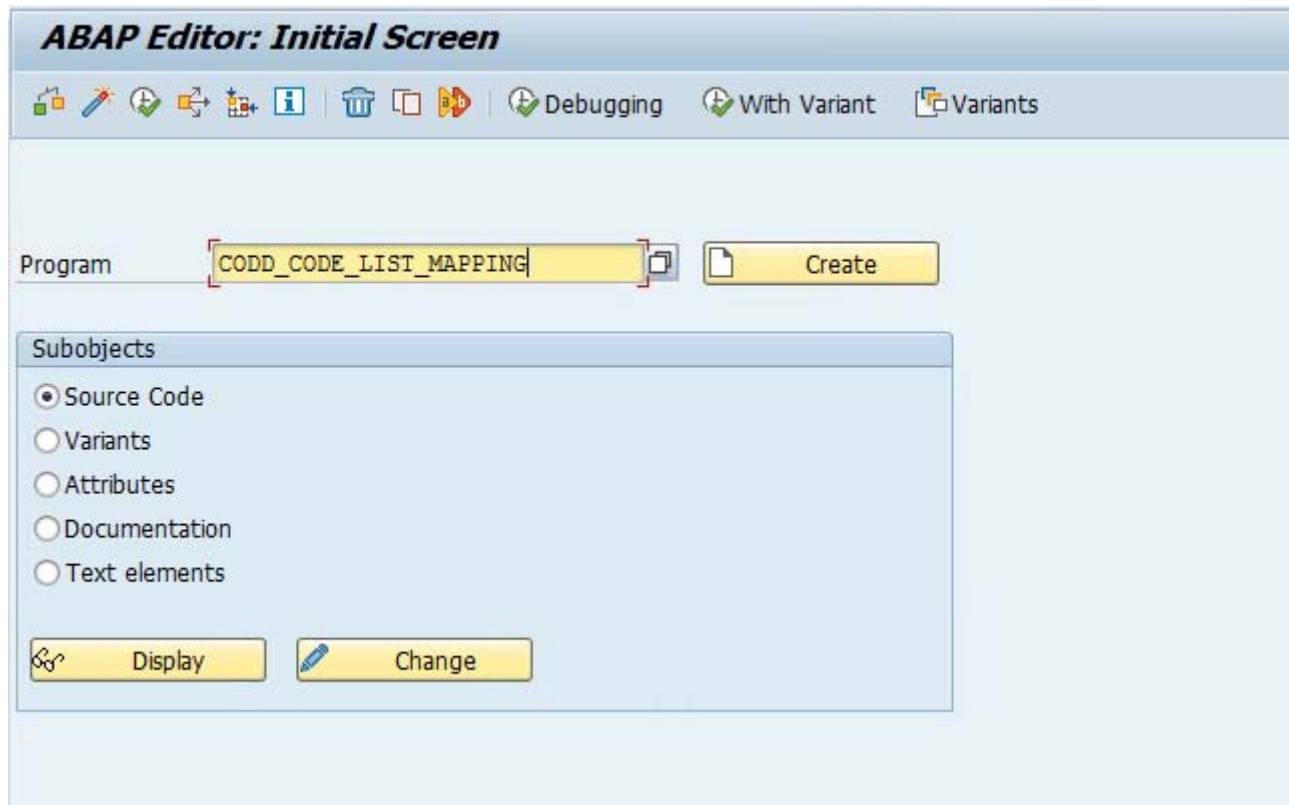 ABAP Editor: Initial Screen
Debugging With Variant Variants
Program CODD_CODE_LIST_MAPPING Create
Subobjects
Source Code
Variants
Attributes
Documentation
Text elements
Display Change